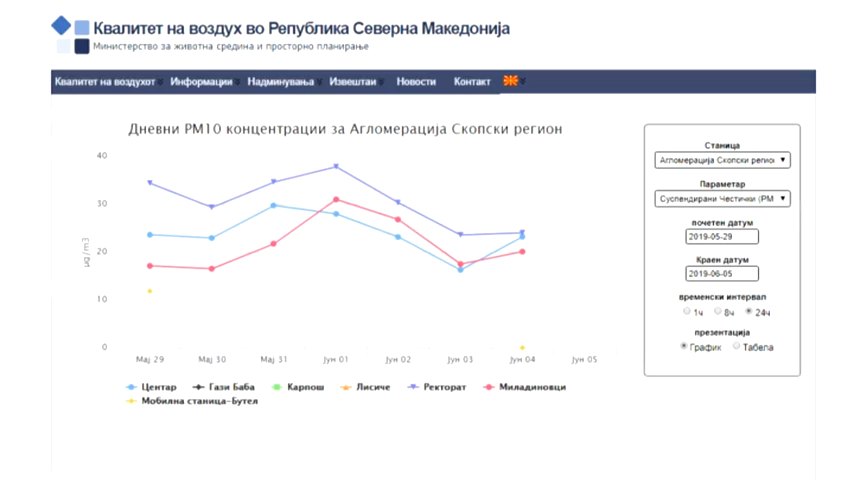 Квалитет на воздух во Република Северна Македонија
Министерство за животна средина и просторно планирање
Квалитет на воздухот Информации Надминувања Извештаи Новости Контакт
Дневни PM10 концентрации за Агломерација Скопски регион
40
30
20
10
0
µg/m3
Мај 29 Мај 30 Мај 31 Јун 01 Јун 02 Јун 03 Јун 04 Јун 05
Центар Гази Баба Карпош Лисиче Ректорат Миладиновци
Мобилна станица-Бутел
Станица
Агломерација Скопски регион
Параметар
Суспендирани Честички (PM
почетен датум
2019-05-29
Краен датум
2019-06-05
временски интервал
1ч 8ч 24ч
презентација
График Табела